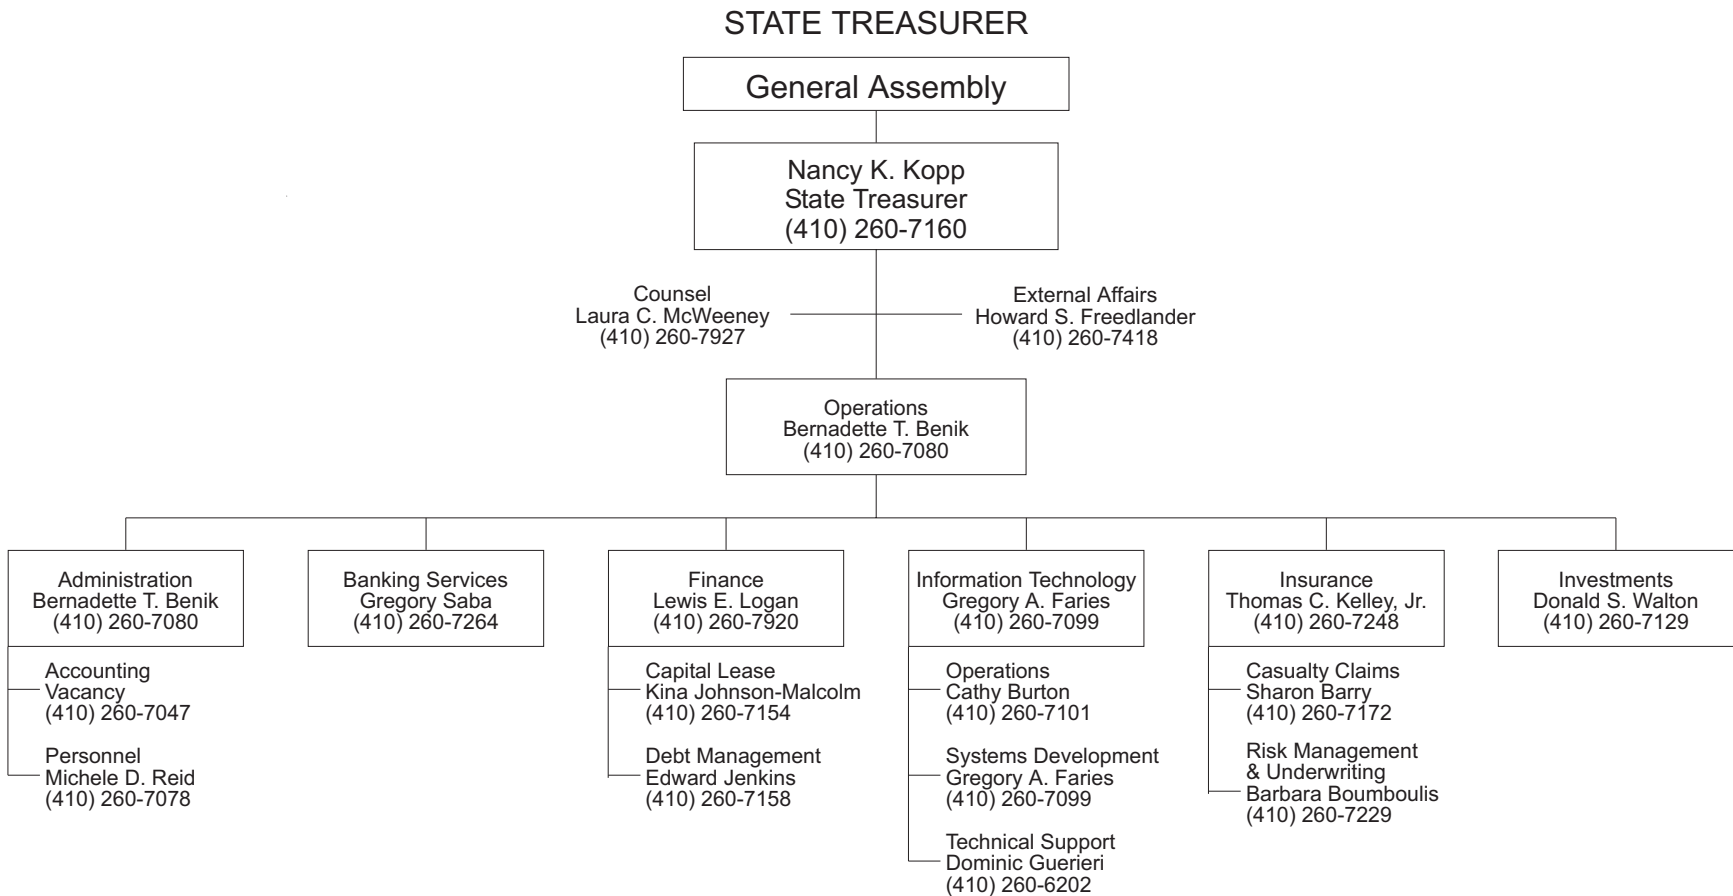 STATE TREASURER
General Assembly
Nancy K. Kopp
State Treasurer
(410) 260-7160
Counsel
Laura C. McWeeney
(410) 260-7927
External Affairs
Howard S. Freedlander
(410) 260-7418
Operations
Bernadette T. Benik
(410) 260-7080
Administration
Bernadette T. Benik
(410) 260-7080
Accounting
Vacancy
(410) 260-7047
Personnel
Michele D. Reid
(410) 260-7078
Banking Services
Gregory Saba
(410) 260-7264
Finance
Lewis E. Logan
(410) 260-7920
Capital Lease
Kina Johnson-Malcolm
(410) 260-7154
Debt Management
Edward Jenkins
(410) 260-7158
Information Technology
Gregory A. Faries
(410) 260-7099
Operations
Cathy Burton
(410) 260-7101
Systems Development
Gregory A. Faries
(410) 260-7099
Technical Support
Dominic Guerieri
(410) 260-6202
Insurance
Thomas C. Kelley, Jr.
(410) 260-7248
Casualty Claims
Sharon Barry
(410) 260-7172
Risk Management
& Underwriting
Barbara Boumboulis
(410) 260-7229
Investments
Donald S. Walton
(410) 260-7129